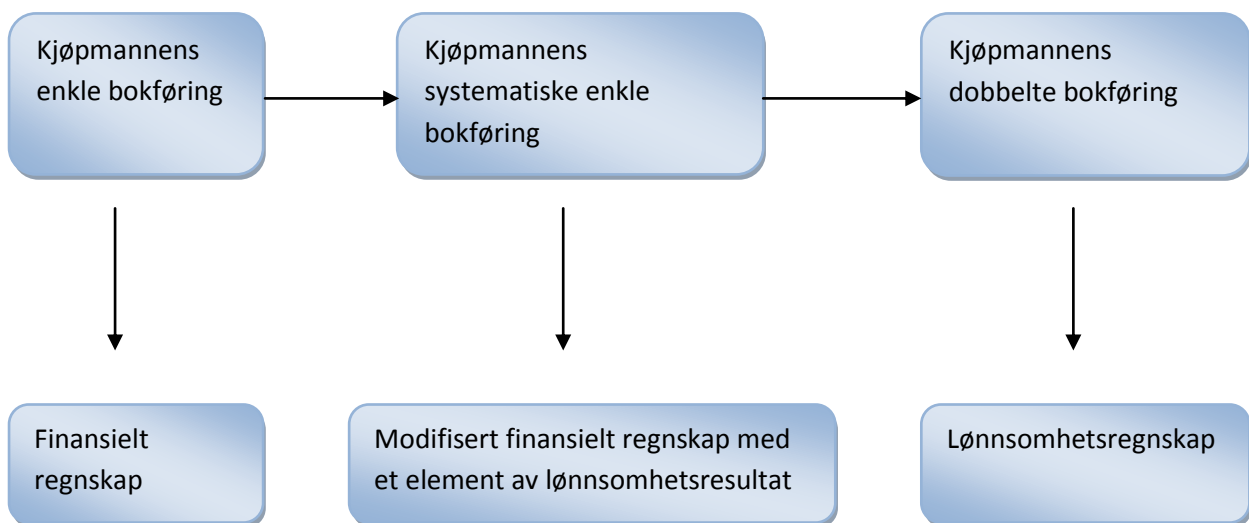 Kjøpmannens
enkle bokføring
Kjøpmannens
systematiske enkle
bokføring
Kjøpmannens
dobbelte bokføring
Finansielt
regnskap
Modifisert finansielt regnskap med
et element av lønnsomhetsresultat
Lønnsomhetsregnskap